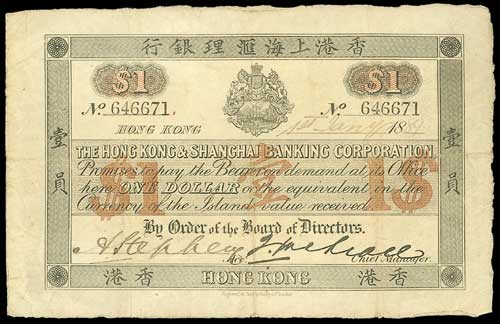 行銀理滙海上港香
$1 $1
No. 646671. No. 646671
HONG KONG 1st Jany 18
壹員 壹員
THE HONG KONG & SHANGHAI BANKING CORPORATION
Promises to pay the Bearer on demand at its Office
here ONE DOLLAR or the equivalent in the
Currency of the Island, value received.
By Order of the Board of Directors.
Chief Manager.
港香 HONG KONG 港香